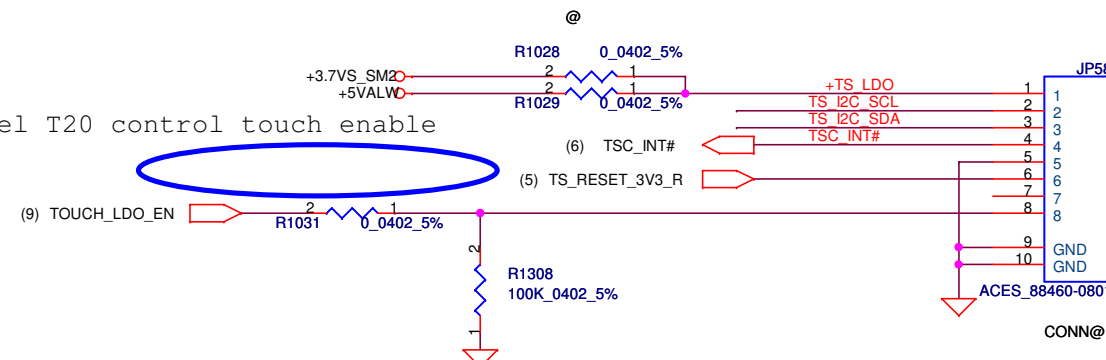 @
R1028 0_0402_5%
+3.7VS_SM2 2 1
+5VALW 2 1
R1029 0_0402_5%
JP58
+TS_LDO 1 1
TS_I2C_SCL 2 2
TS_I2C_SDA 3 3
TSC_INT# 4 4
el T20 control touch enable
(6) TSC_INT#
5 5
(5) TS_RESET_3V3_R 6 6
7 7
(9) TOUCH_LDO_EN 2 1 8 8
R1031 0_0402_5%
2
R1308
100K_0402_5%
1
9 GND
10 GND
ACES_88460-080
CONN@